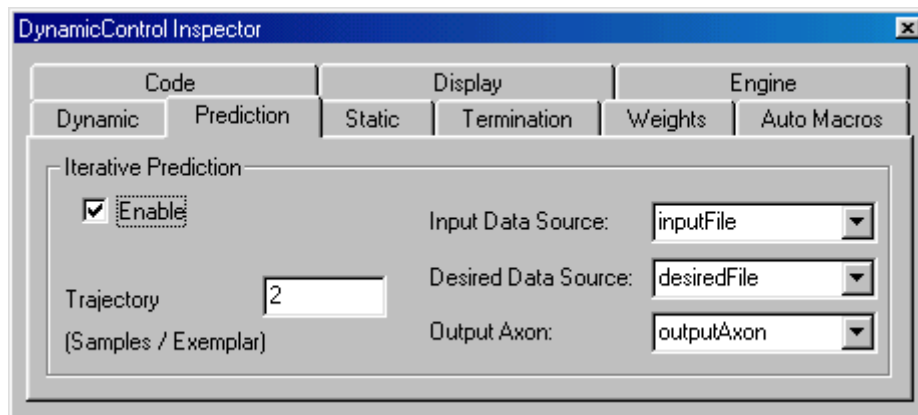 DynamicControl Inspector
Code Display Engine
Dynamic Prediction Static Termination Weights Auto Macros
Iterative Prediction
Enable
Input Data Source: inputFile
Desired Data Source: desiredFile
Trajectory 2
(Samples / Exemplar)
Output Axon: outputAxon